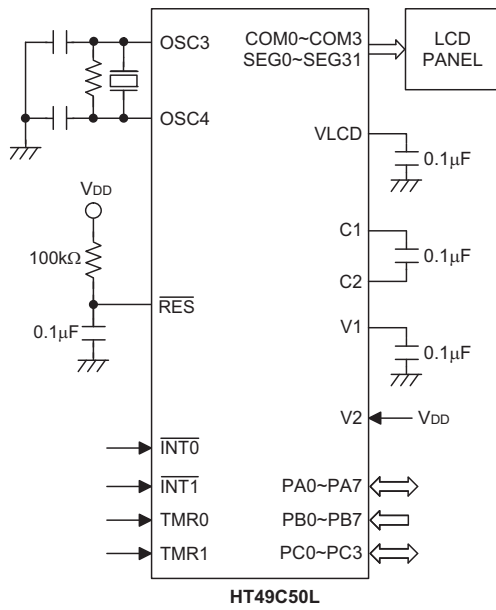 OSC3
OSC4
COM0~COM3
SEG0~SEG31
LCD
PANEL
VLCD
0.1μF
VDD
100kΩ
RES
0.1μF
C1
C2
0.1μF
V1
0.1μF
V2
VDD
INT0
INT1
TMR0
TMR1
PA0~PA7
PB0~PB7
PC0~PC3
HT49C50L